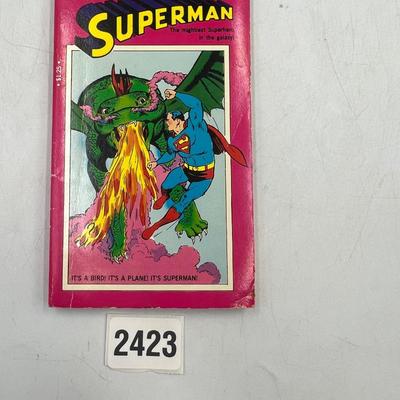 SUPERMAN
The mightiest Superhero
in the galaxy!
• $1.25 •
IT'S A BIRD! IT'S A PLANE! IT'S SUPERMAN!
2423